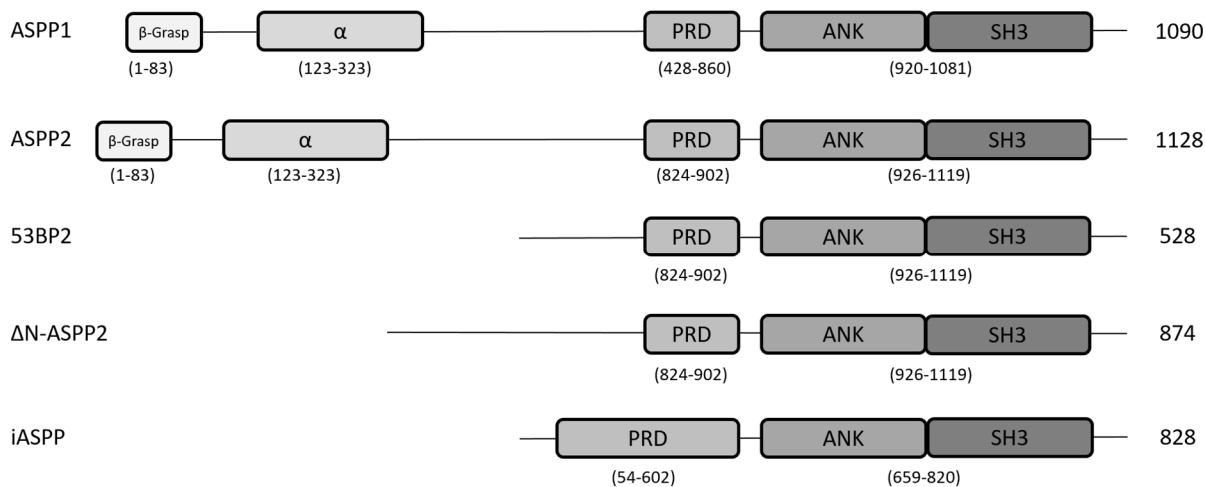 ASPP1 β-Grasp α PRD ANK SH3 1090
(1-83) (123-323) (428-860) (920-1081)
ASPP2 β-Grasp α PRD ANK SH3 1128
(1-83) (123-323) (824-902) (926-1119)
53BP2 PRD ANK SH3 528
(824-902) (926-1119)
ΔN-ASPP2 PRD ANK SH3 874
(824-902) (926-1119)
iASPP PRD ANK SH3 828
(54-602) (659-820)